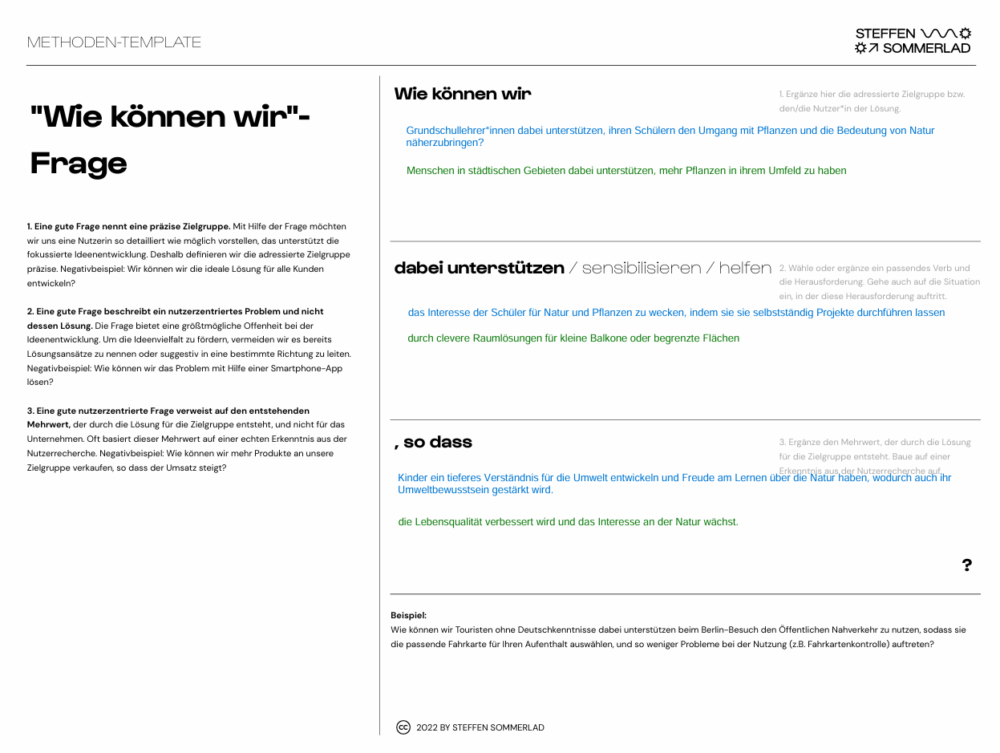 METHODEN-TEMPLATE
STEFFEN
SOMMERLAD
"Wie können wir"-
Frage
1. Eine gute Frage nennt eine präzise Zielgruppe. Mit Hilfe der Frage möchten
wir uns eine Nutzerin so detailliert wie möglich vorstellen, das unterstützt die
fokussierte Ideenentwicklung. Deshalb definieren wir die adressierte Zielgruppe
präzise. Negativbeispiel: Wir können wir die ideale Lösung für alle Kunden
entwickeln?
2. Eine gute Frage beschreibt ein nutzerzentriertes Problem und nicht
dessen Lösung. Die Frage bietet eine größtmögliche Offenheit bei der
Ideenentwicklung. Um die Ideenvielfalt zu fördern, vermeiden wir es bereits
Lösungsansätze zu nennen oder suggestiv in eine bestimmte Richtung zu leiten.
Negativbeispiel: Wie können wir das Problem mit Hilfe einer Smartphone-App
lösen?
3. Eine gute nutzerzentrierte Frage verweist auf den entstehenden
Mehrwert, der durch die Lösung für die Zielgruppe entsteht, und nicht für das
Unternehmen. Oft basiert dieser Mehrwert auf einer echten Erkenntnis aus der
Nutzerrecherche. Negativbeispiel: Wie können wir mehr Produkte an unsere
Zielgruppe verkaufen, so dass der Umsatz steigt?
Wie können wir
1. Ergänze hier die adressierte Zielgruppe bzw.
den/die Nutzer*in der Lösung.
Grundschullehrer*innen dabei unterstützen, ihren Schülern den Umgang mit Pflanzen und die Bedeutung von Natur
näherzubringen?
Menschen in städtischen Gebieten dabei unterstützen, mehr Pflanzen in ihrem Umfeld zu haben
dabei unterstützen / sensibilisieren / helfen
2. Wähle oder ergänze ein passendes Verb und
die Herausforderung. Gehe auch auf die Situation
ein, in der diese Herausforderung auftritt.
das Interesse der Schüler für Natur und Pflanzen zu wecken, indem sie sie selbstständig Projekte durchführen lassen
durch clevere Raumlösungen für kleine Balkone oder begrenzte Flächen
, so dass
3. Ergänze den Mehrwert, der durch die Lösung
für die Zielgruppe entsteht. Baue auf einer
Erkenntnis aus der Nutzerrecherche auf.
Kinder ein tieferes Verständnis für die Umwelt entwickeln und Freude am Lernen über die Natur haben, wodurch auch ihr
Umweltbewusstsein gestärkt wird.
die Lebensqualität verbessert wird und das Interesse an der Natur wächst.
?
Beispiel:
Wie können wir Touristen ohne Deutschkenntnisse dabei unterstützen beim Berlin-Besuch den Öffentlichen Nahverkehr zu nutzen, sodass sie
die passende Fahrkarte für Ihren Aufenthalt auswählen, und so weniger Probleme bei der Nutzung (z.B. Fahrkartenkontrolle) auftreten?
cc 2022 BY STEFFEN SOMMERLAD